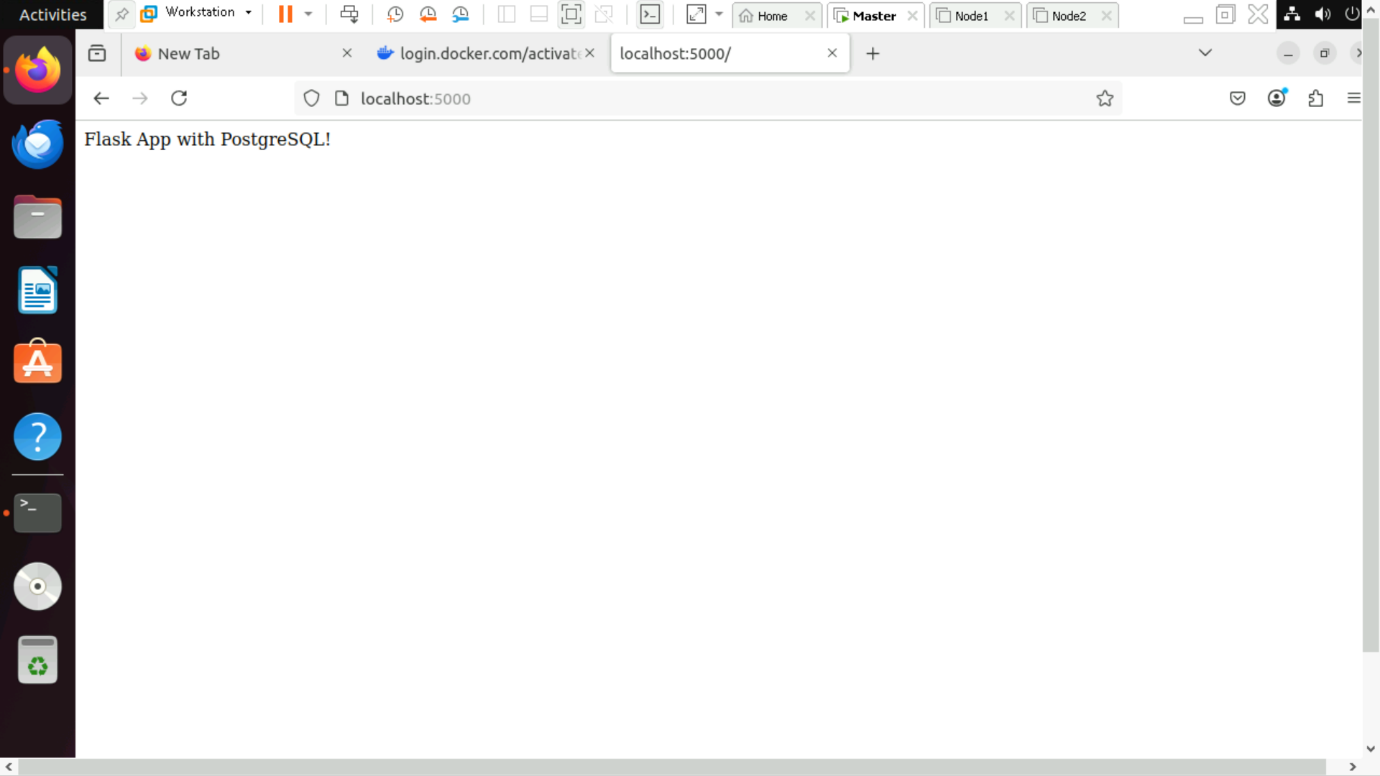 Activities
Workstation
Home
Master
Node1
Node2
New Tab
login.docker.com/activate
localhost:5000/
localhost:5000
Flask App with PostgreSQL!